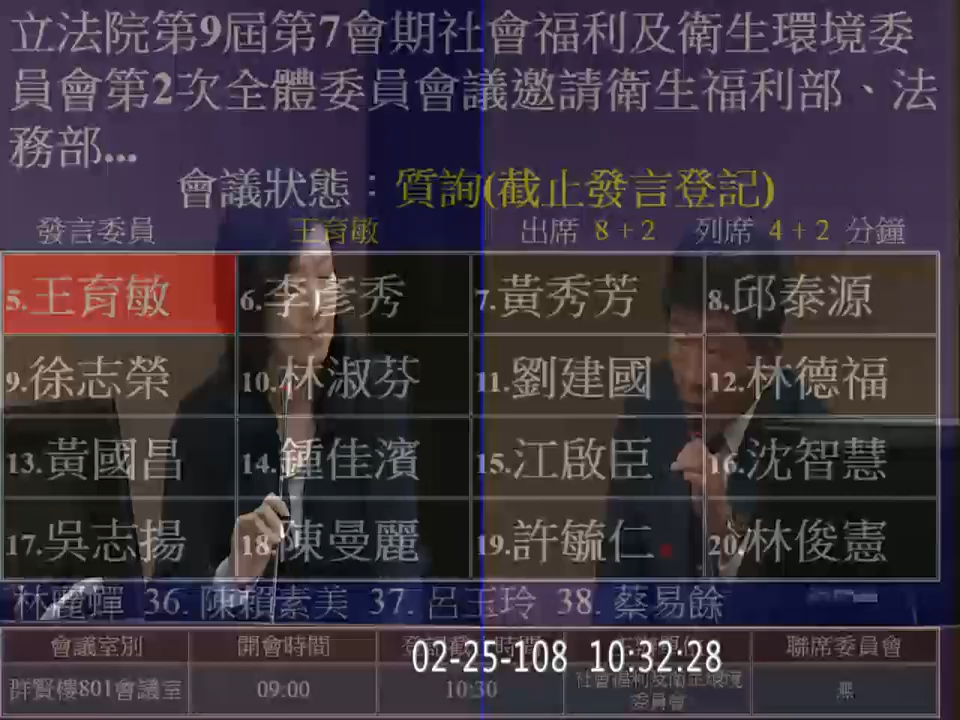 立法院第9屆第7會期社會福利及衛生環境委
員會第2次全體委員會議邀請衛生福利部、法
務部...
會議狀態：質詢(截止發言登記)
發言委員 王育敏 出席 8+2 列席 4+2 分鐘
5.王育敏 6.李彥秀 7.黃秀芳 8.邱泰源
9.徐志榮 10.林淑芬 11.劉建國 12.林德福
13.黃國昌 14.鍾佳濱 15.江啟臣 16.沈智慧
17.吳志揚 18.陳曼麗 19.許毓仁 20.林俊憲
林麗蟬 36. 陳賴素美 37. 呂玉玲 38. 蔡易餘
會議室別 開會時間 聯席委員會
02-25-108 10:32:28
群賢樓801會議室 09:00 10:30 社會福利及衛生環境
委員會 無